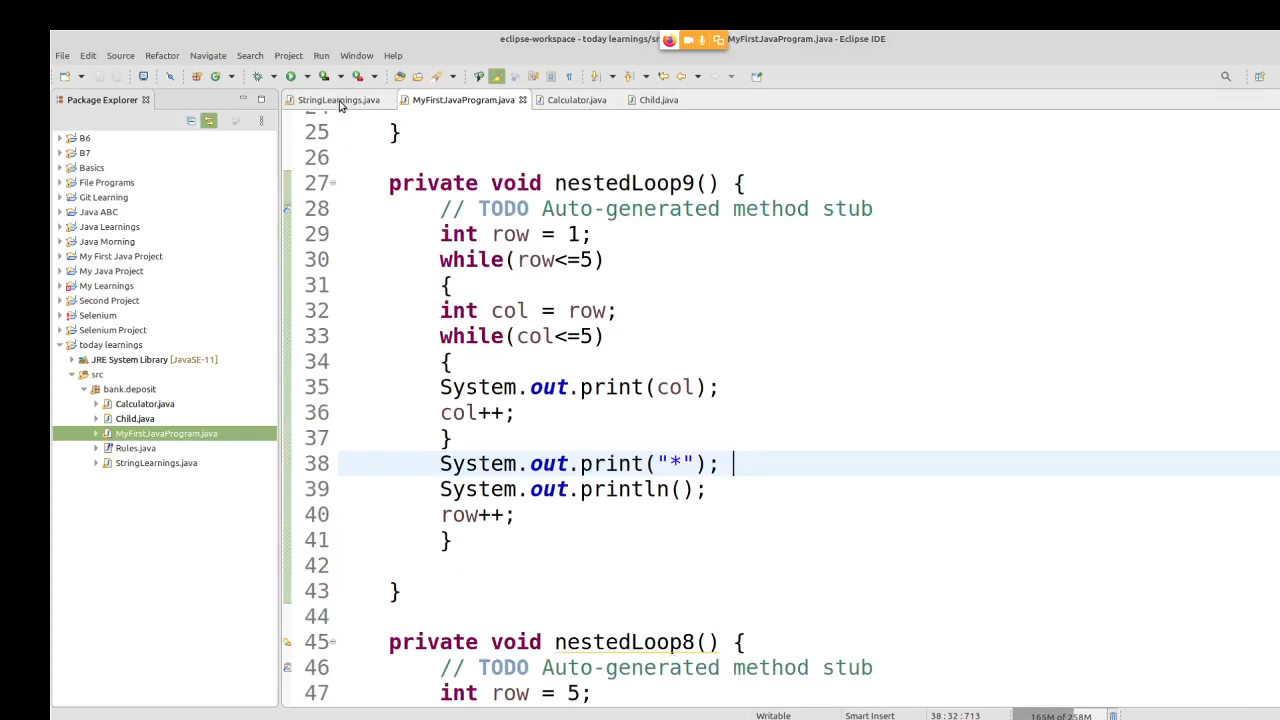 eclipse-workspace - today learnings/sr MyFirstJavaProgram.java - Eclipse IDE
File Edit Source Refactor Navigate Search Project Run Window Help
Package Explorer
StringLearnings.java MyFirstJavaProgram.java Calculator.java Child.java
B6
B7
Basics
File Programs
Git Learning
Java ABC
Java Learnings
Java Morning
My First Java Project
My Java Project
My Learnings
Second Project
Selenium
Selenium Project
today learnings
JRE System Library [JavaSE-11]
src
bank.deposit
Calculator.java
Child.java
MyFirstJavaProgram.java
Rules.java
StringLearnings.java
24
25 }
26
27 private void nestedLoop9() {
28 // TODO Auto-generated method stub
29 int row = 1;
30 while(row<=5)
31 {
32 int col = row;
33 while(col<=5)
34 {
35 System.out.print(col);
36 col++;
37 }
38 System.out.print("*");
39 System.out.println();
40 row++;
41 }
42
43 }
44
45 private void nestedLoop8() {
46 // TODO Auto-generated method stub
47 int row = 5;
Writable Smart Insert 38:32:713 165M of 258M